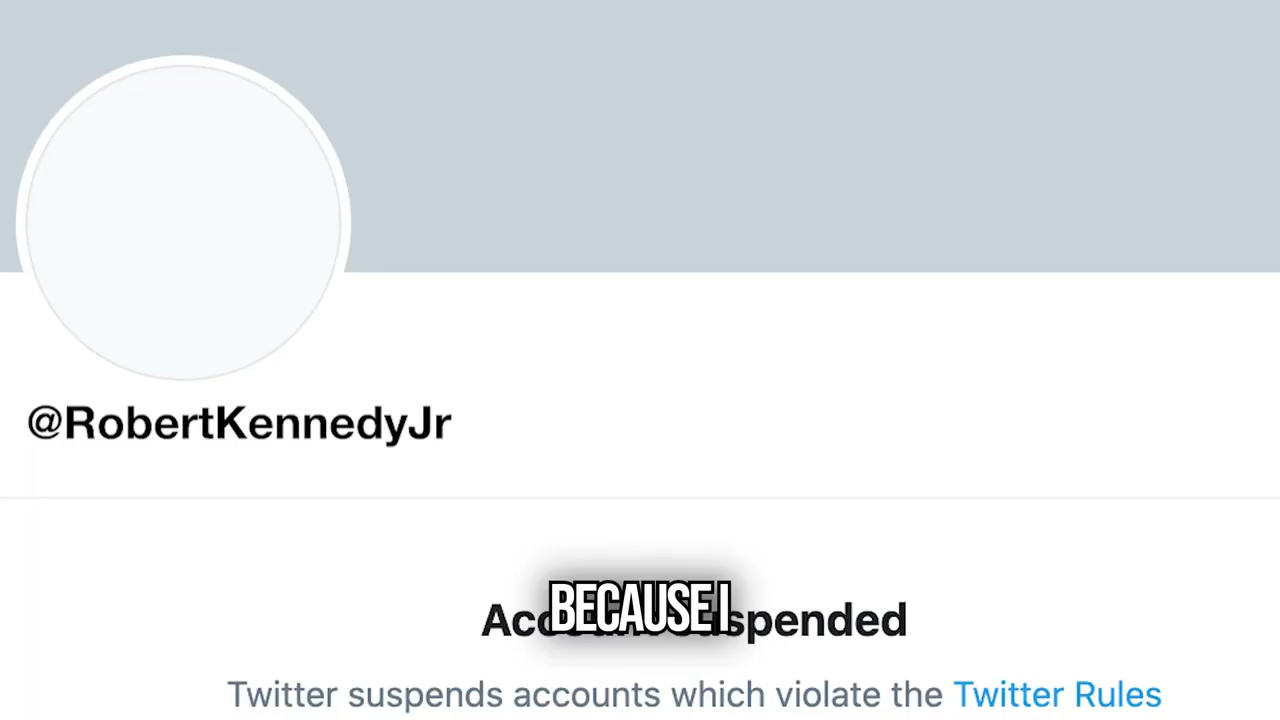 @RobertKennedyJr
BECAUSE I
Account suspended
Twitter suspends accounts which violate the Twitter Rules